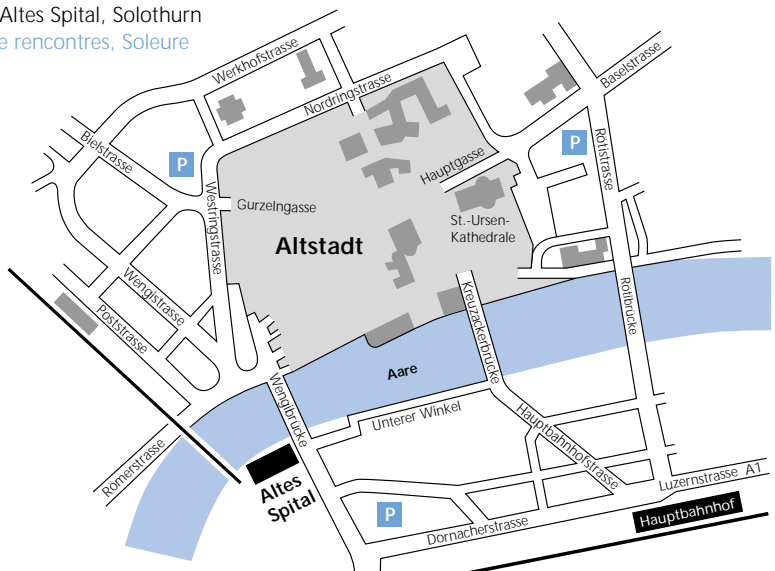 Altes Spital, Solothurn
e rencontres, Soleure
Werkhofstrasse
Nordringstrasse
Baselstrasse
Bielstrasse
P
P
Rötistrasse
Hauptgasse
Westringstrasse
Gurzelngasse
St.-Ursen-
Kathedrale
Altstadt
Wengistrasse
Poststrasse
Kreuzackerbrücke
Rötibrücke
Aare
Wengibrücke
Unterer Winkel
Hauptbahnhofstrasse
Römerstrasse
Altes
Spital
P
Luzernstrasse A1
Hauptbahnhof
Dornacherstrasse